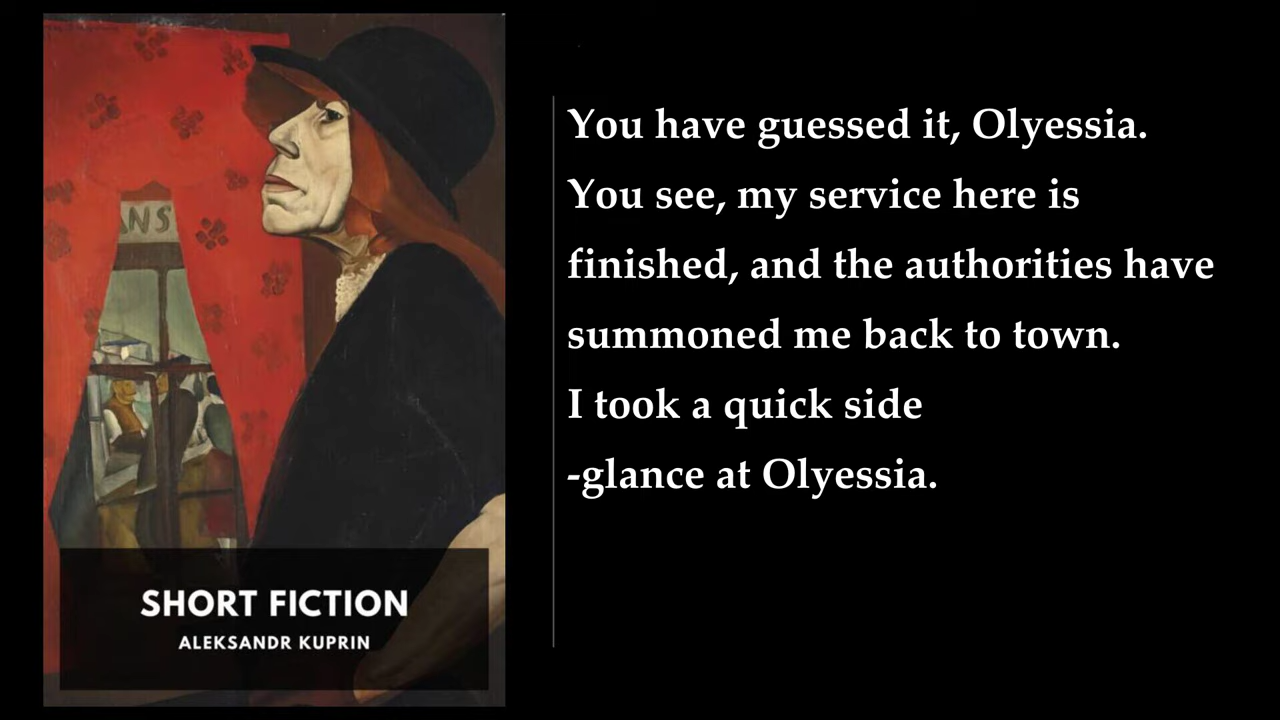 ANS
SHORT FICTION
ALEKSANDR KUPRIN
You have guessed it, Olyessia.
You see, my service here is
finished, and the authorities have
summoned me back to town.
I took a quick side
-glance at Olyessia.